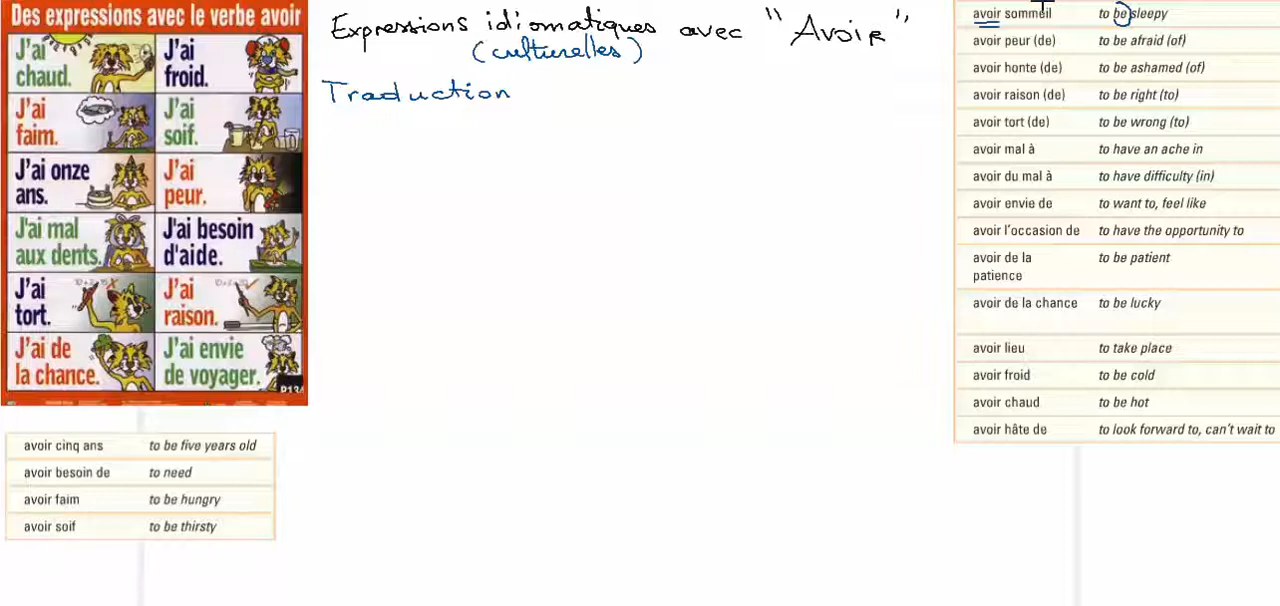 Des expressions avec le verbe avoir
J'ai
chaud.
J'ai
froid.
J'ai
faim.
J'ai
soif.
J'ai onze
ans.
J'ai
peur.
J'ai mal
aux dents.
J'ai besoin
d'aide.
J'ai
tort.
J'ai
raison.
J'ai de
la chance.
J'ai envie
de voyager.
avoir cinq ans to be five years old
avoir besoin de to need
avoir faim to be hungry
avoir soif to be thirsty
Expressions idiomatiques avec "Avoir"
(culturelles)
Traduction
avoir sommeil to be sleepy
avoir peur (de) to be afraid (of)
avoir honte (de) to be ashamed (of)
avoir raison (de) to be right (to)
avoir tort (de) to be wrong (to)
avoir mal à to have an ache in
avoir du mal à to have difficulty (in)
avoir envie de to want to, feel like
avoir l'occasion de to have the opportunity to
avoir de la to be patient
patience
avoir de la chance to be lucky
avoir lieu to take place
avoir froid to be cold
avoir chaud to be hot
avoir hâte de to look forward to, can't wait to